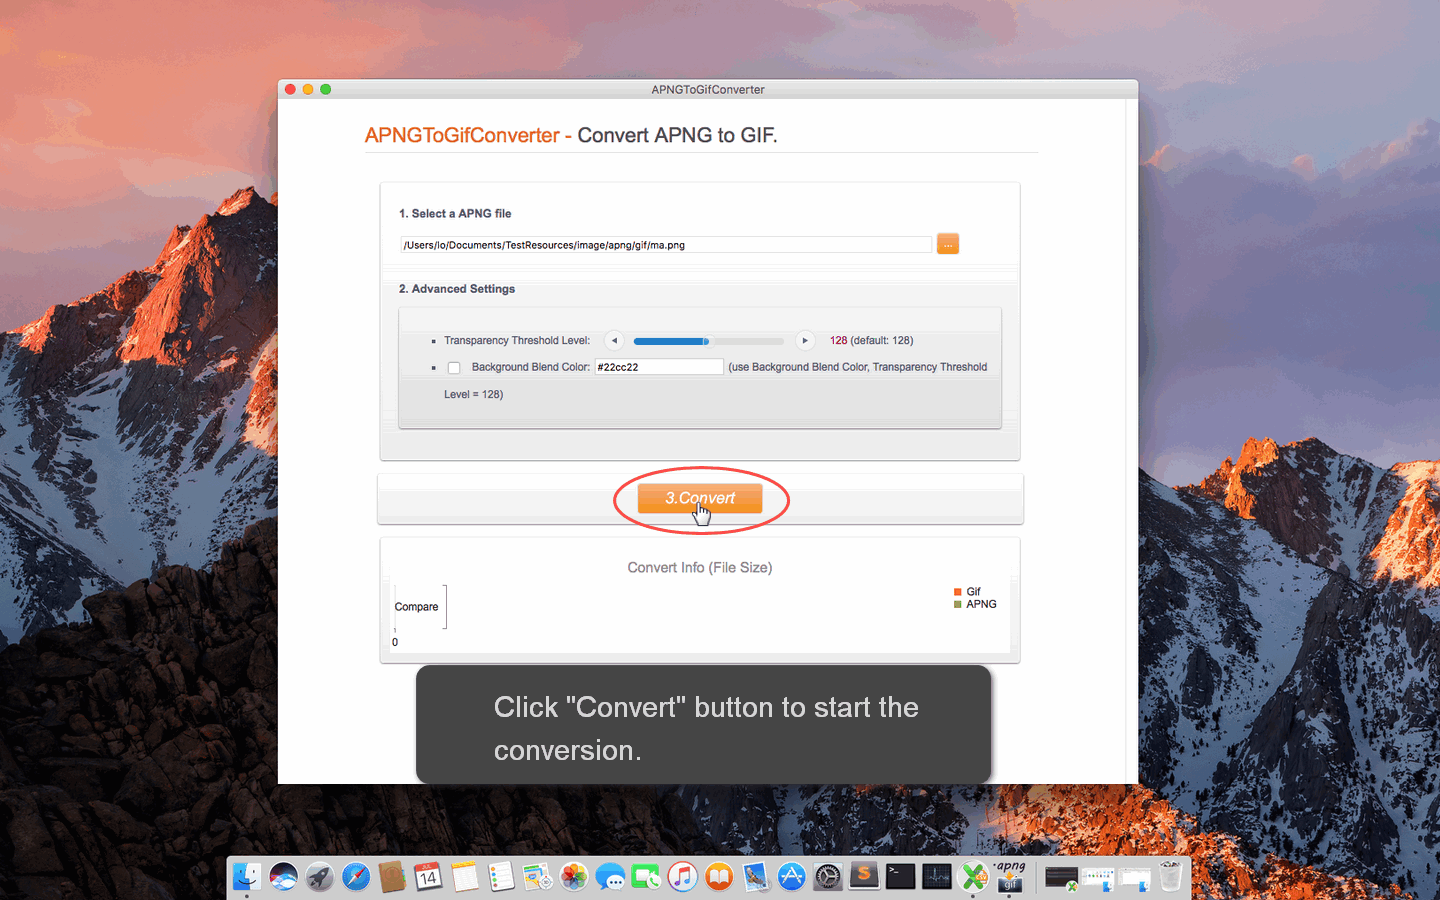 APNGToGifConverter
APNGToGifConverter - Convert APNG to GIF.
1. Select a APNG file
/Users/lo/Documents/TestResources/image/apng/gif/ma.png
...
2. Advanced Settings
Transparency Threshold Level:
128 (default: 128)
Background Blend Color:
#22cc22
(use Background Blend Color, Transparency Threshold
Level = 128)
3.Convert
Convert Info (File Size)
Compare
0
Gif
APNG
Click "Convert" button to start the
conversion.
14
S
>_
apng
gif